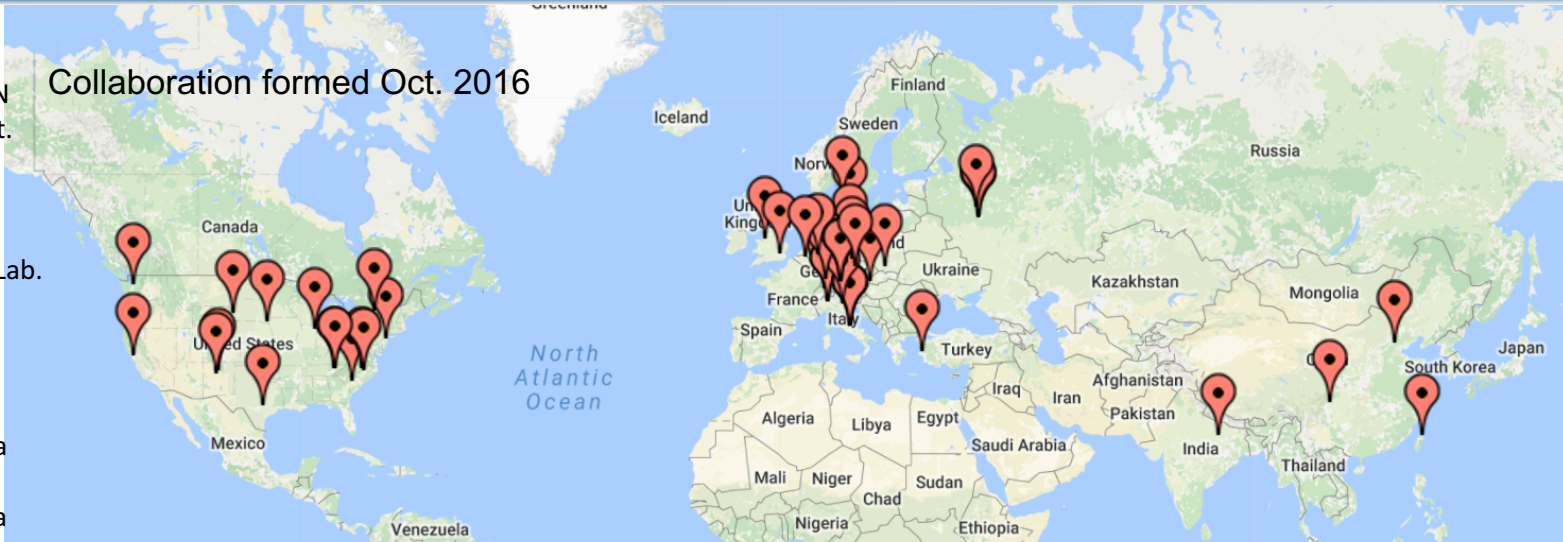 Greenland
Collaboration formed Oct. 2016
N
t.
Finland
Iceland
Sweden
Russia
Canada
Lab.
Ukraine
Kazakhstan
Mongolia
France
Italy
Spain
United States
Turkey
Japan
South Korea
North
Atlantic
Ocean
Iraq
Iran
Afghanistan
Pakistan
Algeria
Libya
Egypt
Saudi Arabia
India
Mexico
a
Thailand
Mali
Niger
Sudan
Chad
a
Nigeria
Ethiopia
Venezuela